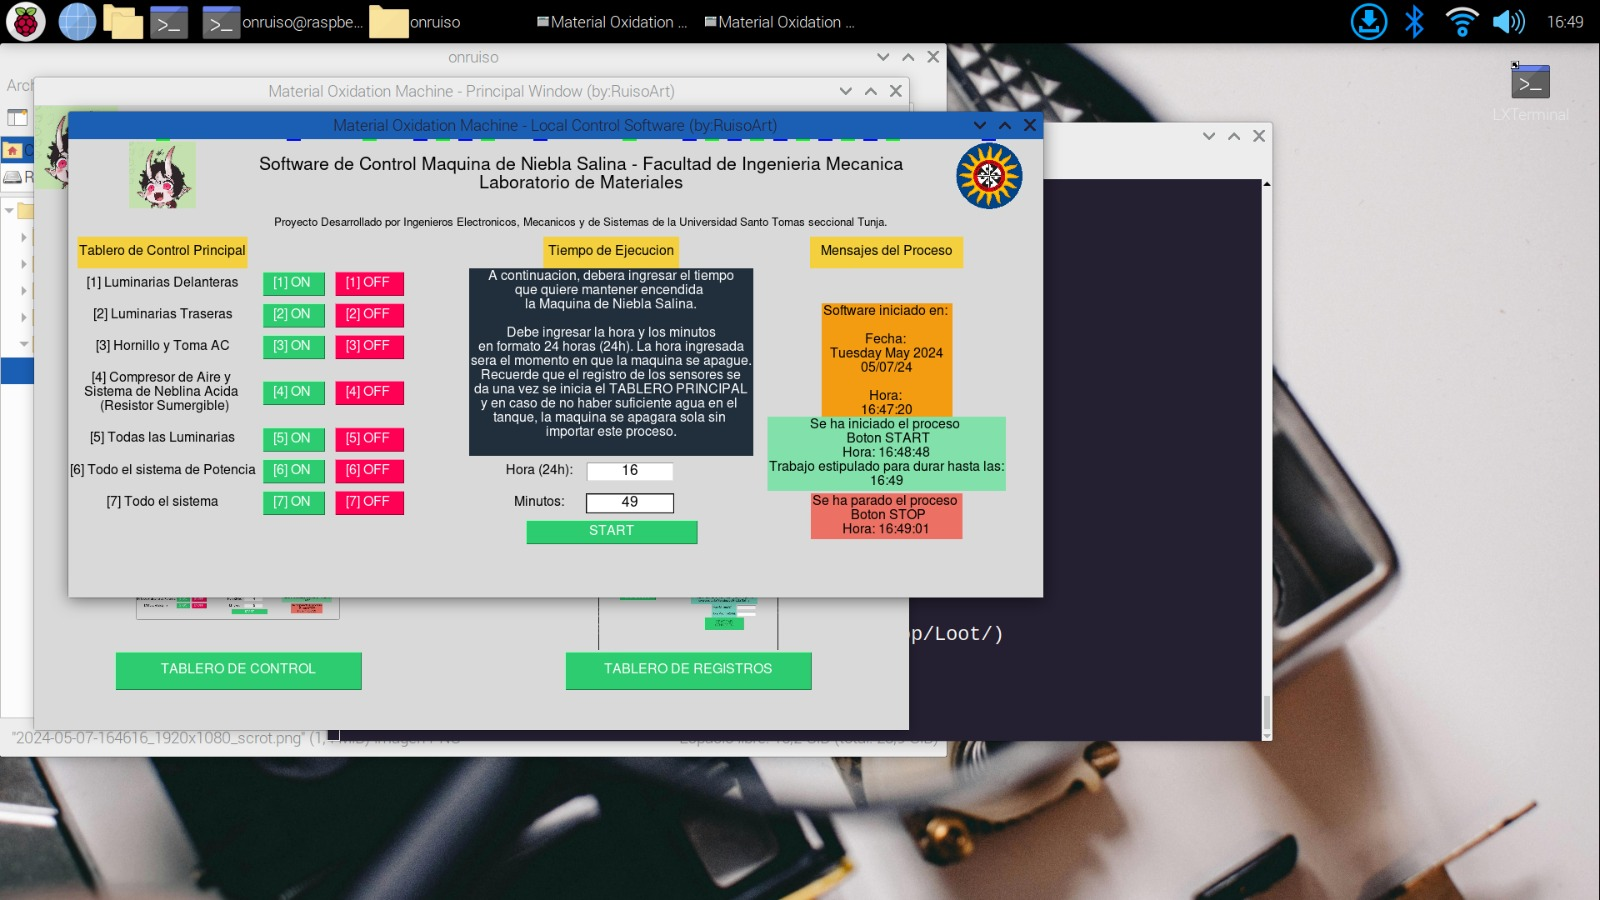 onruiso@raspbe...
onruiso
Material Oxidation ...
Material Oxidation ...
16:49
onruiso
Material Oxidation Machine - Principal Window (by:RuisoArt)
Material Oxidation Machine - Local Control Software (by:RuisoArt)
LXTerminal
Software de Control Maquina de Niebla Salina - Facultad de Ingenieria Mecanica
Laboratorio de Materiales
Proyecto Desarrollado por Ingenieros Electronicos, Mecanicos y de Sistemas de la Universidad Santo Tomas seccional Tunja.
Tablero de Control Principal
[1] Luminarias Delanteras
[1] ON
[1] OFF
[2] Luminarias Traseras
[2] ON
[2] OFF
[3] Hornillo y Toma AC
[3] ON
[3] OFF
[4] Compresor de Aire y
Sistema de Neblina Acida
(Resistor Sumergible)
[4] ON
[4] OFF
[5] Todas las Luminarias
[5] ON
[5] OFF
[6] Todo el sistema de Potencia
[6] ON
[6] OFF
[7] Todo el sistema
[7] ON
[7] OFF
Tiempo de Ejecucion
A continuacion, debera ingresar el tiempo
que quiere mantener encendida
la Maquina de Niebla Salina.
Debe ingresar la hora y los minutos
en formato 24 horas (24h). La hora ingresada
sera el momento en que la maquina se apague.
Recuerde que el registro de los sensores se
da una vez se inicia el TABLERO PRINCIPAL
y en caso de no haber suficiente agua en el
tanque, la maquina se apagara sola sin
importar este proceso.
Hora (24h):
16
Minutos:
49
START
Mensajes del Proceso
Software iniciado en:
Fecha:
Tuesday May 2024
05/07/24
Hora:
16:47:20
Se ha iniciado el proceso
Boton START
Hora: 16:48:48
Trabajo estipulado para durar hasta las:
16:49
Se ha parado el proceso
Boton STOP
Hora: 16:49:01
p/Loot/)
TABLERO DE CONTROL
TABLERO DE REGISTROS
"2024-05-07-164616_1920x1080_scrot.png"